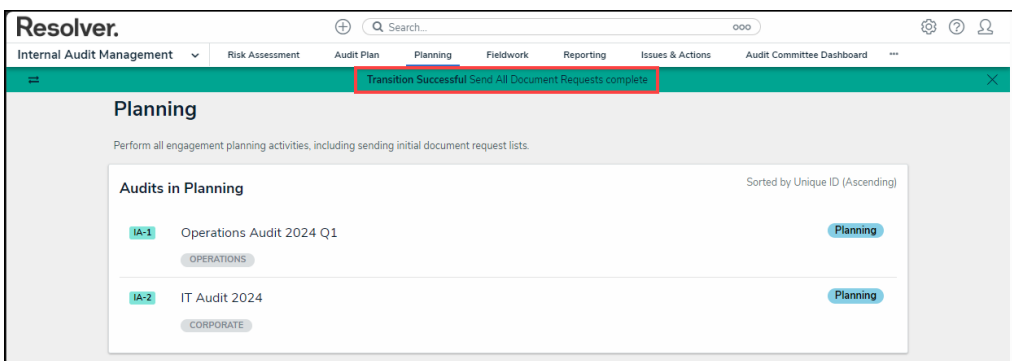 Resolver.
Search...
Internal Audit Management
Risk Assessment
Audit Plan
Planning
Fieldwork
Reporting
Issues & Actions
Audit Committee Dashboard
Transition Successful Send All Document Requests complete
Planning
Perform all engagement planning activities, including sending initial document request lists.
Audits in Planning
Sorted by Unique ID (Ascending)
IA-1
Operations Audit 2024 Q1
Planning
OPERATIONS
IA-2
IT Audit 2024
Planning
CORPORATE